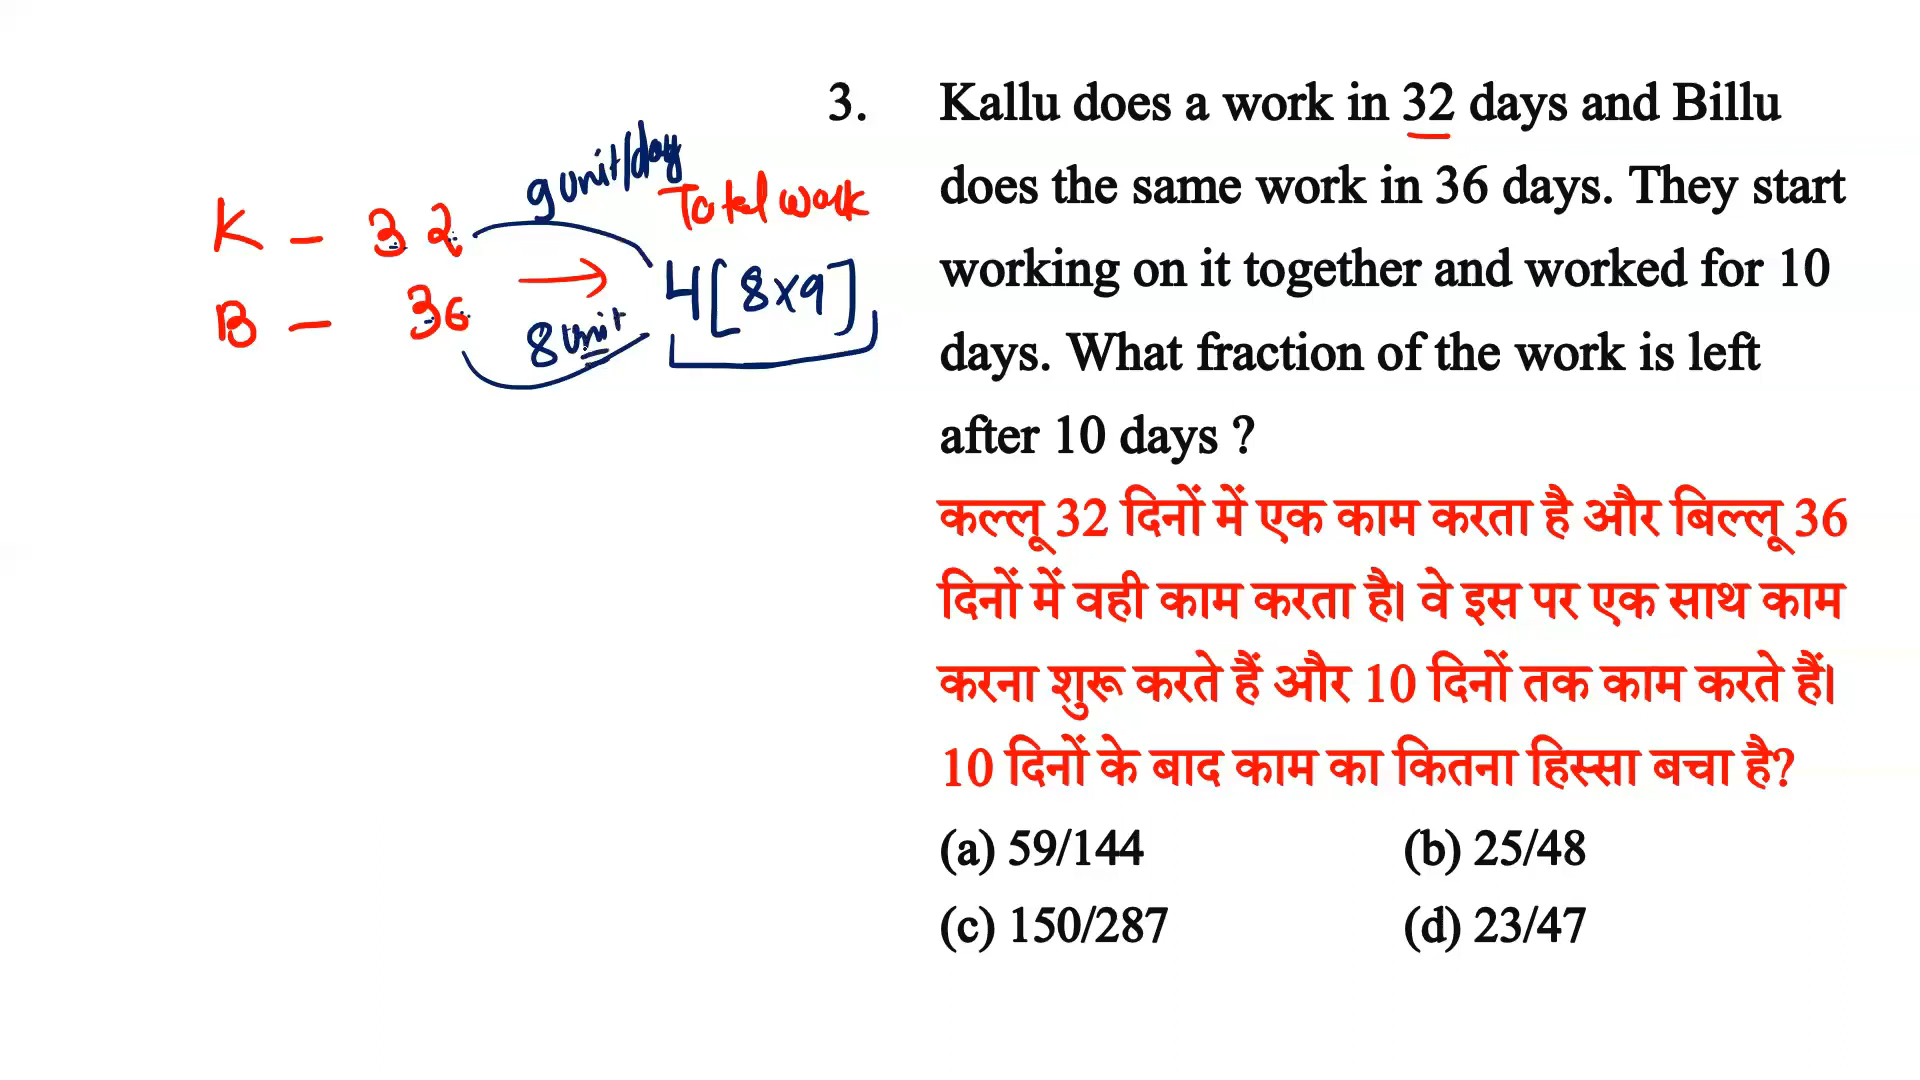 3. Kallu does a work in 32 days and Billu
does the same work in 36 days. They start
working on it together and worked for 10
days. What fraction of the work is left
after 10 days ?
कल्लू 32 दिनों में एक काम करता है और बिल्लू 36
दिनों में वही काम करता है। वे इस पर एक साथ काम
करना शुरू करते हैं और 10 दिनों तक काम करते हैं।
10 दिनों के बाद काम का कितना हिस्सा बचा है?
(a) 59/144 (b) 25/48
(c) 150/287 (d) 23/47
9 unit/day
Total work
K - 32
4[8x9]
B - 36
8 unit